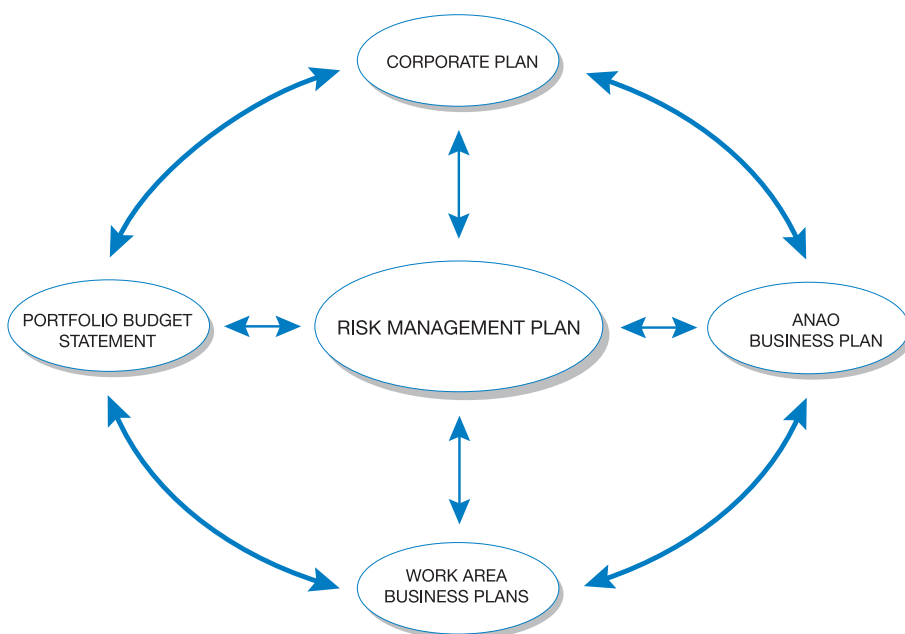 CORPORATE PLAN
PORTFOLIO BUDGET
STATEMENT
RISK MANAGEMENT PLAN
ANAO
BUSINESS PLAN
WORK AREA
BUSINESS PLANS